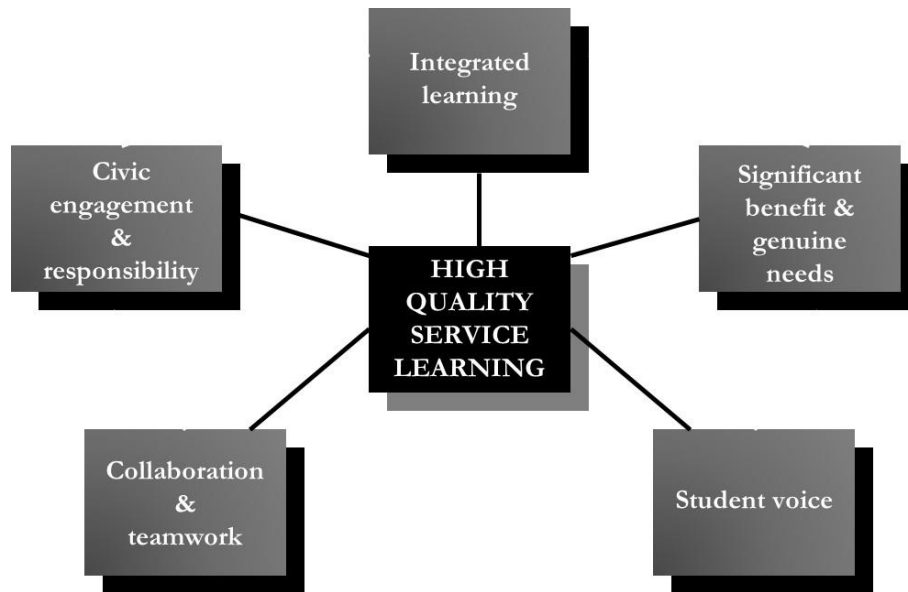 Integrated
learning
Civic
engagement
&
responsibility
Significant
benefit &
genuine
needs
HIGH
QUALITY
SERVICE
LEARNING
Collaboration
&
teamwork
Student voice